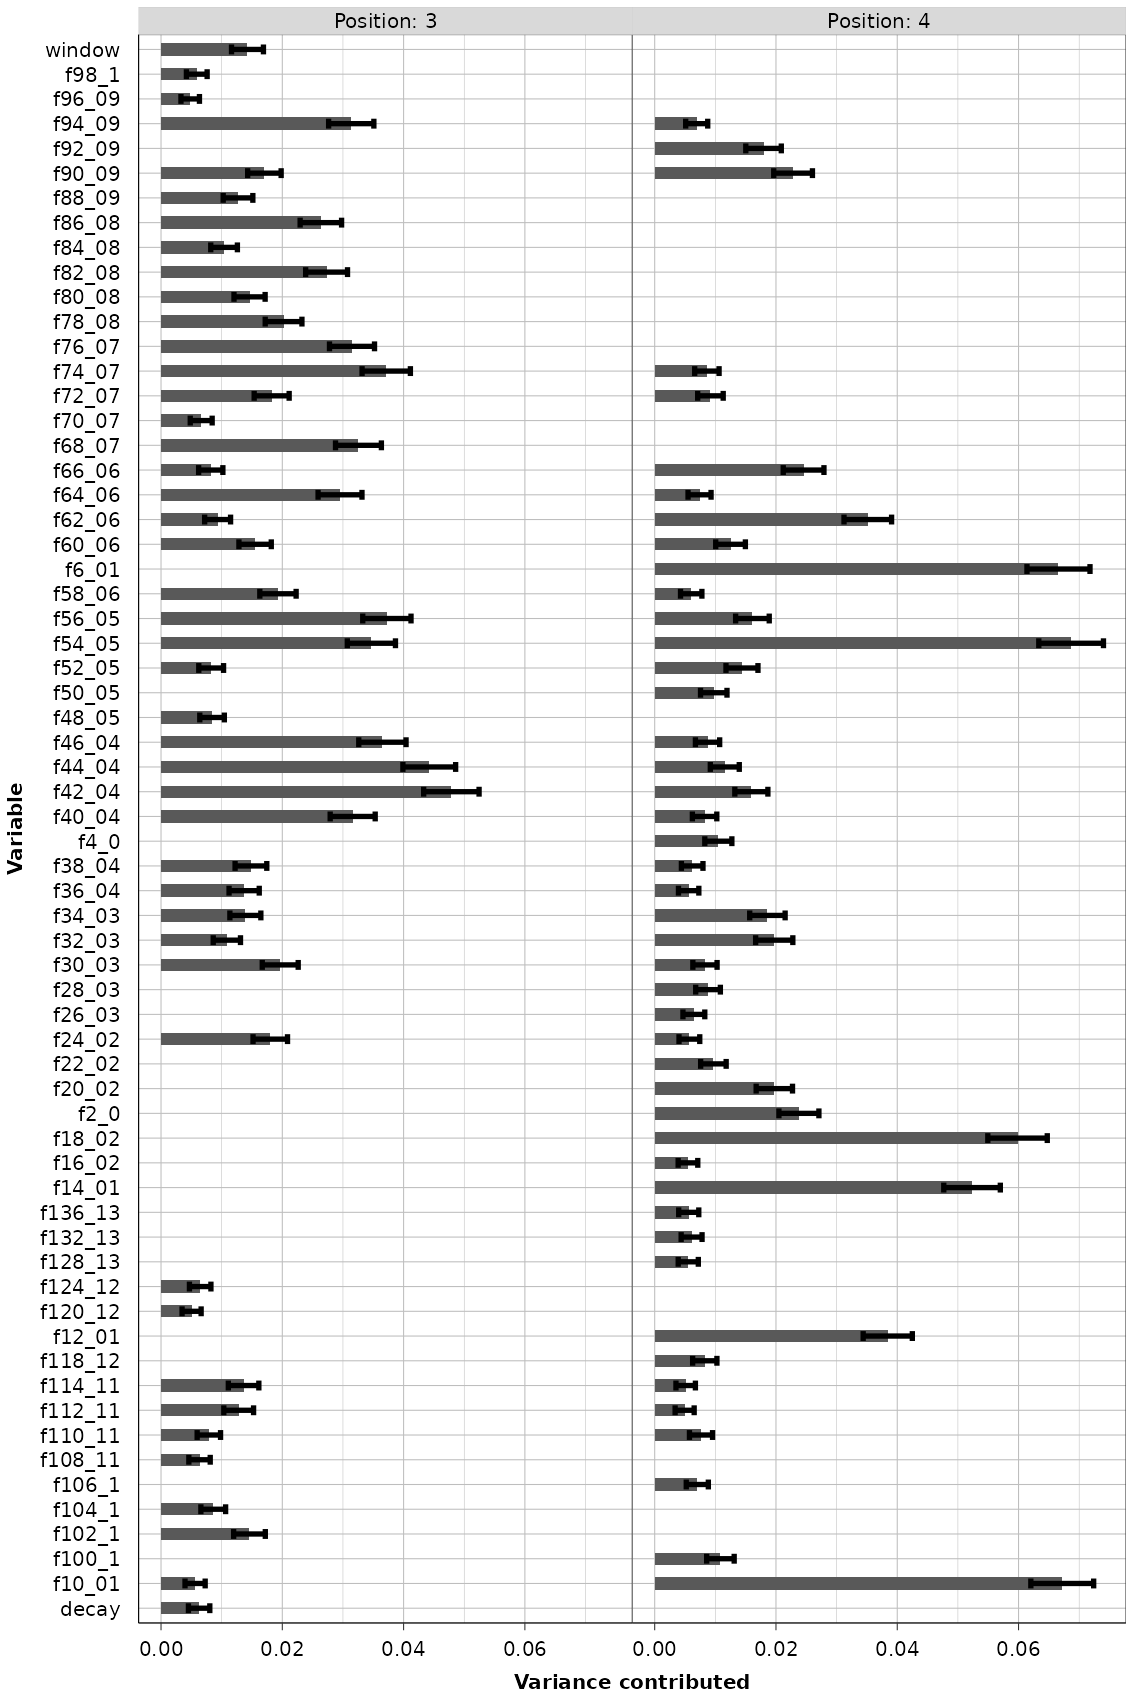 Position: 3
Position: 4
window
f98_1
f96_09
f94_09
f92_09
f90_09
f88_09
f86_08
f84_08
f82_08
f80_08
f78_08
f76_07
f74_07
f72_07
f70_07
f68_07
f66_06
f64_06
f62_06
f60_06
f6_01
f58_06
f56_05
f54_05
f52_05
f50_05
f48_05
f46_04
f44_04
f42_04
f40_04
f4_0
f38_04
f36_04
f34_03
f32_03
f30_03
f28_03
f26_03
f24_02
f22_02
f20_02
f2_0
f18_02
f16_02
f14_01
f136_13
f132_13
f128_13
f124_12
f120_12
f12_01
f118_12
f114_11
f112_11
f110_11
f108_11
f106_1
f104_1
f102_1
f100_1
f10_01
decay
Variable
0.00 0.02 0.04 0.06
0.00 0.02 0.04 0.06
Variance contributed